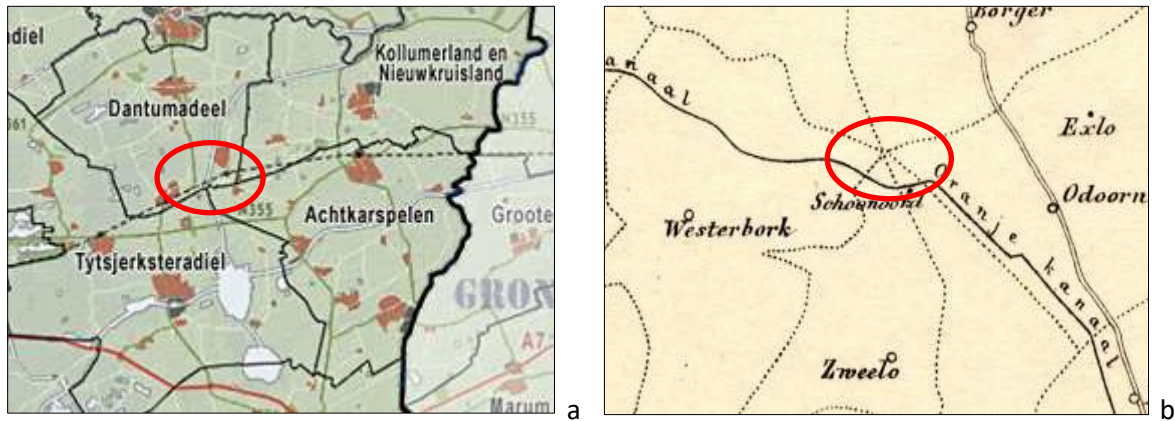 diel
Kollumerland en
Nieuwkruisland
Dantumadeel
N355
N355
Achtkarspelen
Groote
Tytsjerksteradiel
GRON
A7
Marum
a
Borger
anaal
Exlo
Oranje kanaal
Odoorn
Schoonoord
Westerbork
Zweelo
b